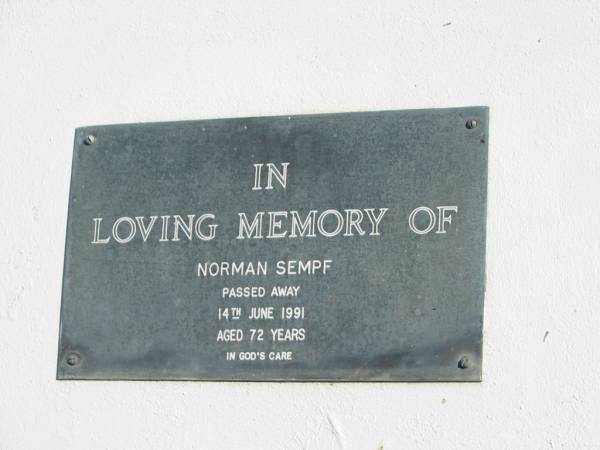 IN
LOVING MEMORY OF
NORMAN SEMPF
PASSED AWAY
14TH JUNE 1991
AGED 72 YEARS
IN GOD'S CARE